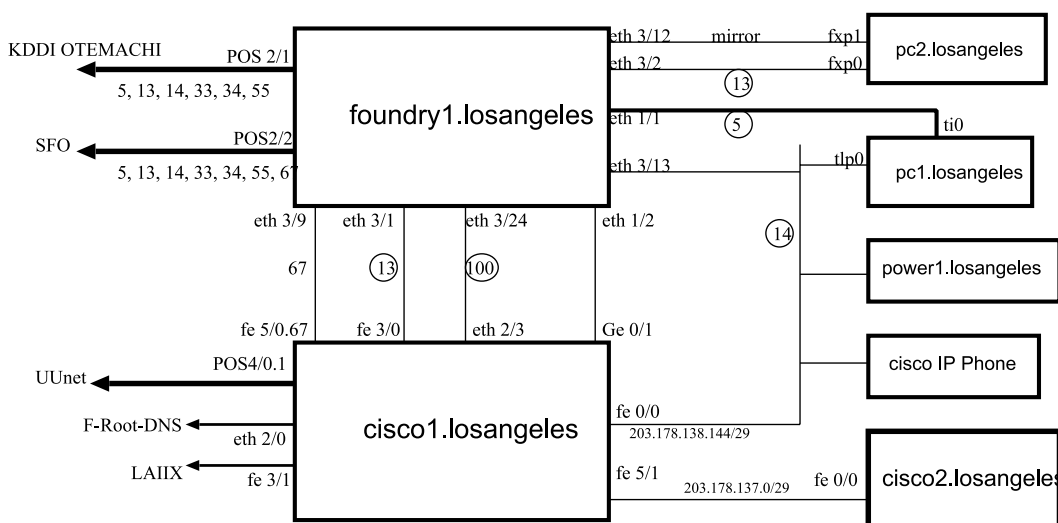 eth 3/12
mirror
fxp1
pc2.losangeles
KDDI OTEMACHI
POS 2/1
eth 3/2
fxp0
13
5, 13, 14, 33, 34, 55
foundry1.losangeles
eth 1/1
5
ti0
SFO
POS2/2
eth 3/13
tlp0
pc1.losangeles
5, 13, 14, 33, 34, 55, 67
eth 3/9
eth 3/1
eth 3/24
eth 1/2
14
67
13
100
power1.losangeles
fe 5/0.67
fe 3/0
eth 2/3
Ge 0/1
POS4/0.1
cisco IP Phone
UUnet
fe 0/0
F-Root-DNS
cisco1.losangeles
203.178.138.144/29
eth 2/0
LAIIX
fe 3/1
fe 5/1
203.178.137.0/29
fe 0/0
cisco2.losangeles